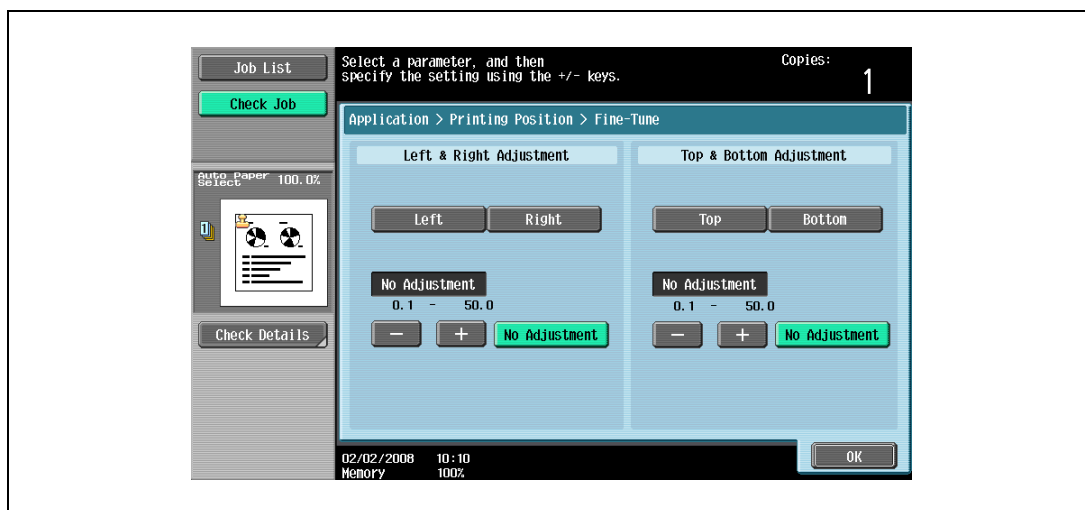 Job List
Check Job
Auto Paper
Select 100.0%
1
Check Details
Select a parameter, and then
specify the setting using the +/- keys.
Copies:
1
Application > Printing Position > Fine-Tune
Left & Right Adjustment
Left Right
No Adjustment
0.1 - 50.0
− + No Adjustment
Top & Bottom Adjustment
Top Bottom
No Adjustment
0.1 - 50.0
− + No Adjustment
02/02/2008 10:10
Memory 100%
OK